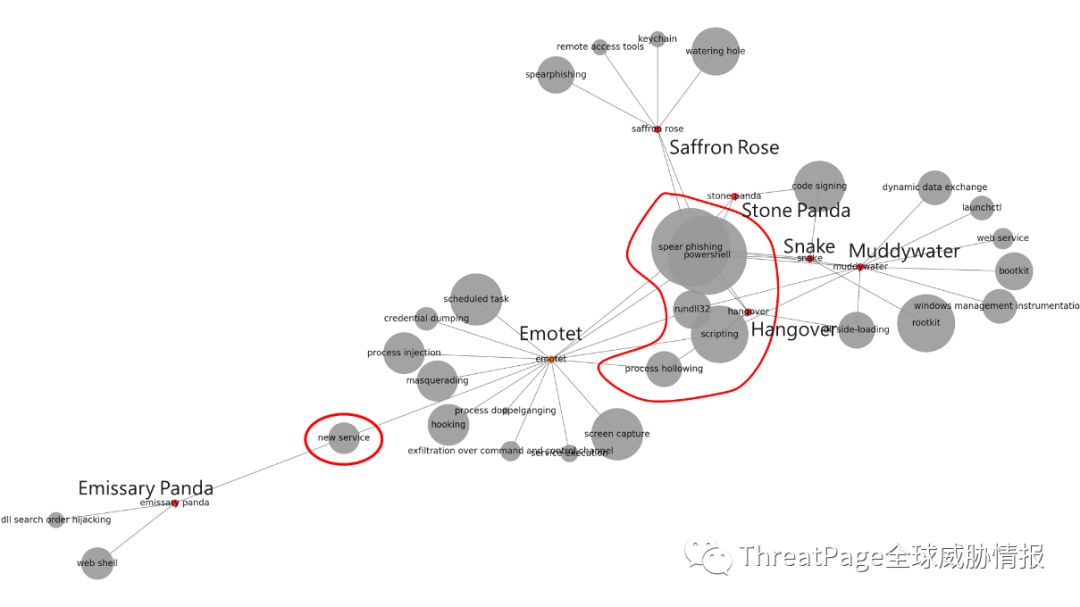 keychain
remote access tools
watering hole
spearphishing
saffron rose
Saffron Rose
code signing
dynamic data exchange
stone panda
Stone Panda
launchctl
web service
spear phishing
powershell
Snake
snake
Muddywater
muddywater
bootkit
scheduled task
windows management instrumentatio
rundll32
hangover
Hangover
side-loading
rootkit
credential dumping
scripting
Emotet
emotet
process injection
process hollowing
masquerading
process doppelganging
hooking
screen capture
new service
exfiltration over command and control channel
service execution
Emissary Panda
emissary panda
dll search order hijacking
web shell
ThreatPage全球威胁情报